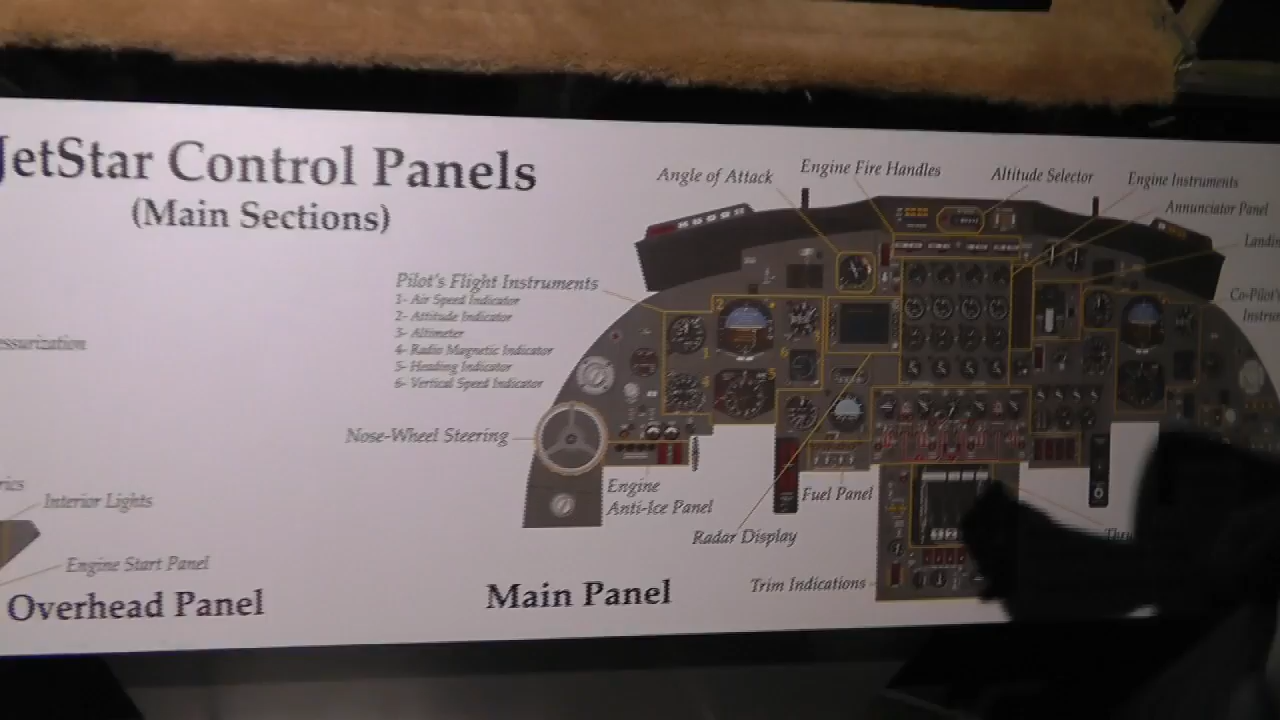 JetStar Control Panels
(Main Sections)
Angle of Attack
Engine Fire Handles
Altitude Selector
Engine Instruments
Annunciator Panel
Pilot's Flight Instruments
1- Air Speed Indicator
2- Attitude Indicator
3- Altimeter
4- Radio Magnetic Indicator
5- Heading Indicator
6- Vertical Speed Indicator
Co-Pilot's
Nose-Wheel Steering
Engine
Anti-Ice Panel
Fuel Panel
Radar Display
Trim Indications
Interior Lights
Engine Start Panel
Overhead Panel
Main Panel